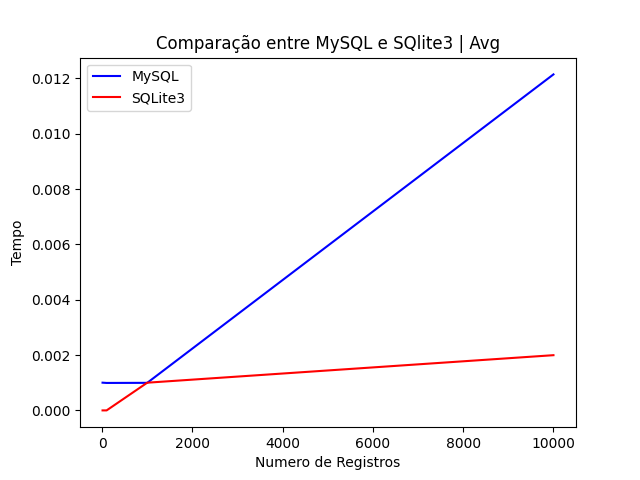 Comparação entre MySQL e SQlite3 | Avg
MySQL
SQLite3
0.012
0.010
0.008
0.006
0.004
0.002
0.000
Tempo
0
2000
4000
6000
8000
10000
Numero de Registros